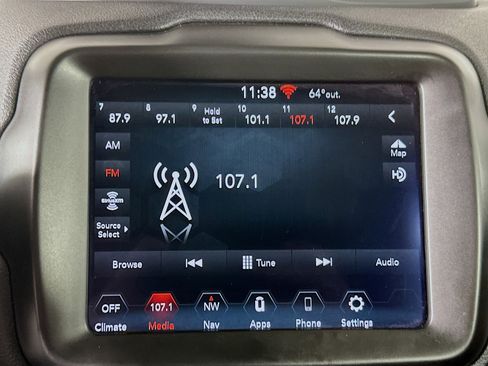 11:38 64°out.
7 8 9 10 11 12
87.9 97.1 Hold to Set 101.1 107.1 107.9
AM
Map
FM
107.1
HD
SiriusXM
Source
Select
Browse Tune Audio
OFF 107.1 NW
Climate Media Nav Apps Phone Settings